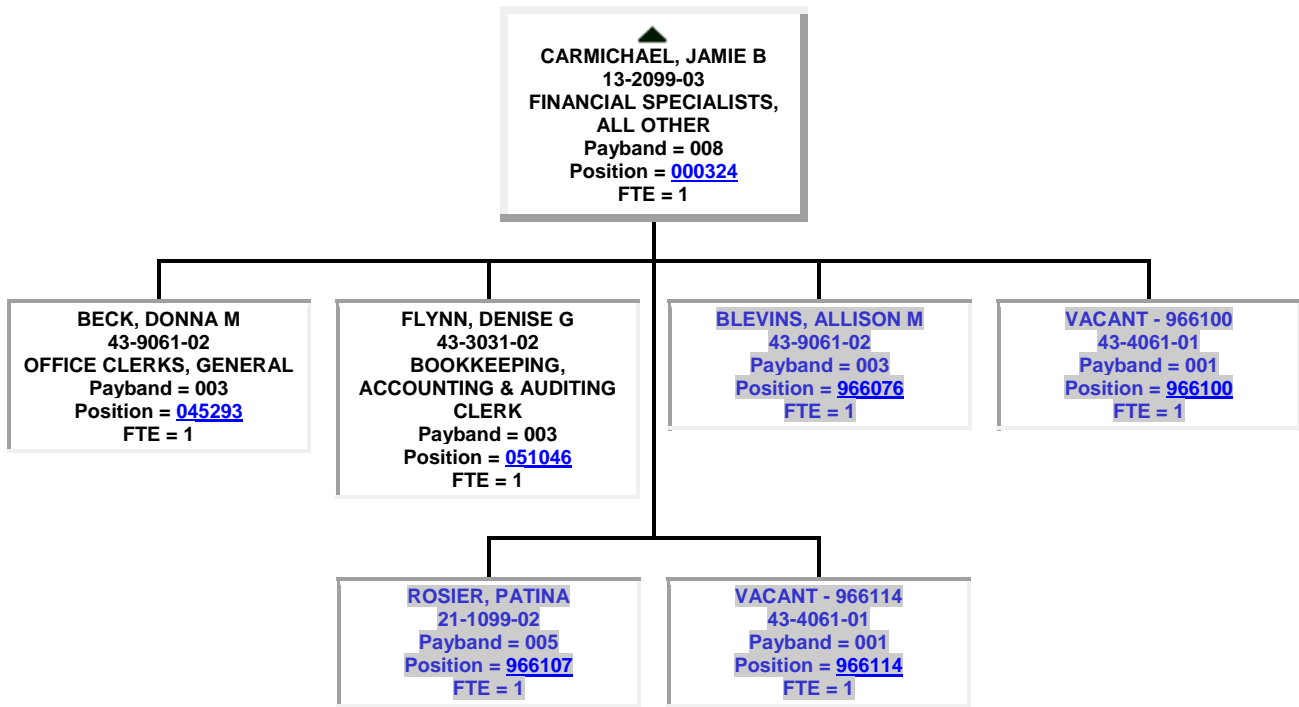 CARMICHAEL, JAMIE B
13-2099-03
FINANCIAL SPECIALISTS,
ALL OTHER
Payband = 008
Position = 000324
FTE = 1
BECK, DONNA M
43-9061-02
OFFICE CLERKS, GENERAL
Payband = 003
Position = 045293
FTE = 1
FLYNN, DENISE G
43-3031-02
BOOKKEEPING,
ACCOUNTING & AUDITING
CLERK
Payband = 003
Position = 051046
FTE = 1
BLEVINS, ALLISON M
43-9061-02
Payband = 003
Position = 966076
FTE = 1
VACANT - 966100
43-4061-01
Payband = 001
Position = 966100
FTE = 1
ROSIER, PATINA
21-1099-02
Payband = 005
Position = 966107
FTE = 1
VACANT - 966114
43-4061-01
Payband = 001
Position = 966114
FTE = 1